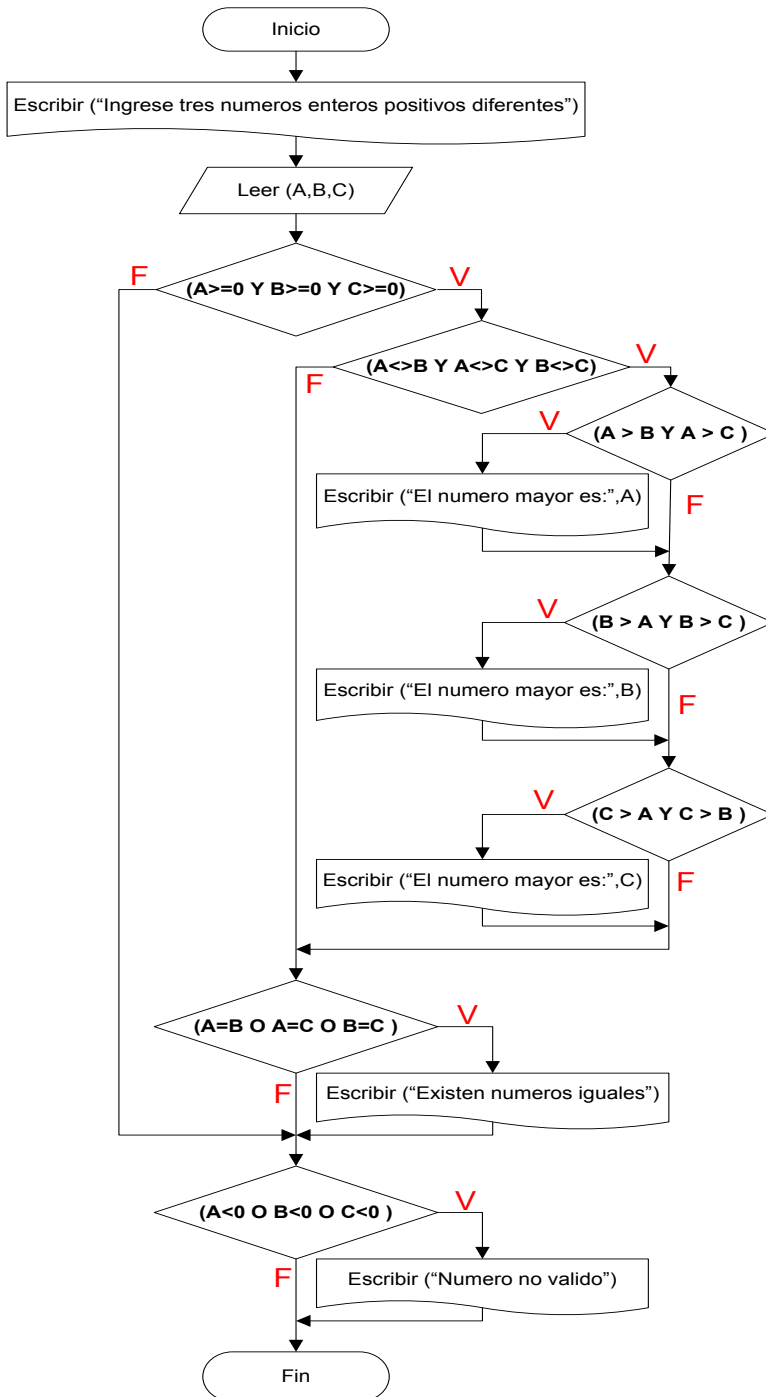 Inicio
Escribir (“Ingrese tres numeros enteros positivos diferentes”)
Leer (A,B,C)
F
(A>=0 Y B>=0 Y C>=0)
V
F
(A<>B Y A<>C Y B<>C)
V
V
(A > B Y A > C )
Escribir (“El numero mayor es:”,A)
F
V
(B > A Y B > C )
Escribir (“El numero mayor es:”,B)
F
V
(C > A Y C > B )
Escribir (“El numero mayor es:”,C)
F
(A=B O A=C O B=C )
V
F
Escribir (“Existen numeros iguales”)
(A<0 O B<0 O C<0 )
V
F
Escribir (“Numero no valido”)
Fin